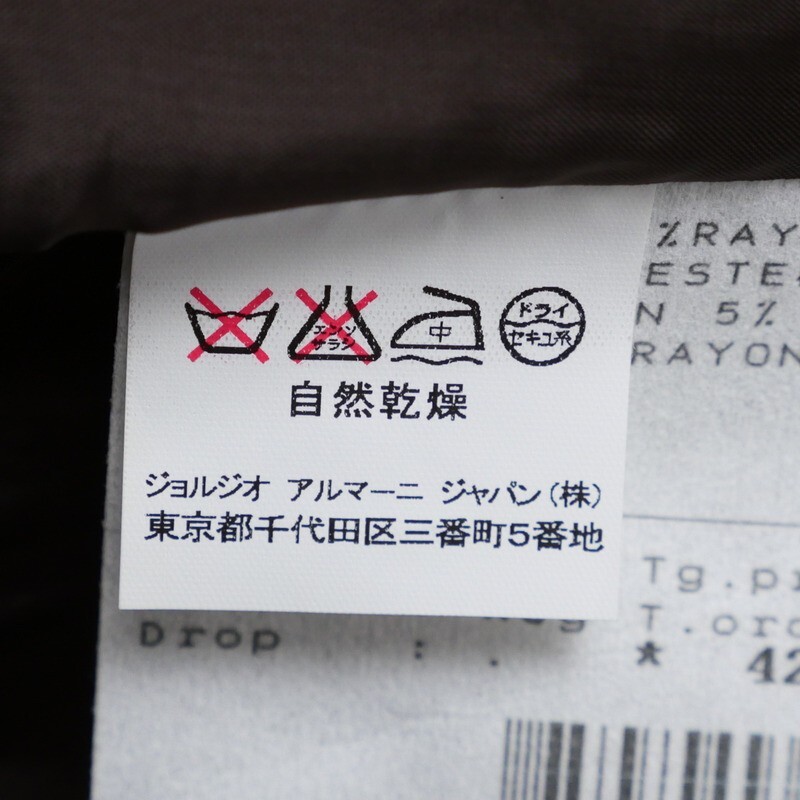 %RAY
ESTE
エンソ
サラシ
中
ドライ
セキユ系
N 5%
RAYON
自然乾燥
ジョルジオ アルマーニ ジャパン(株)
東京都千代田区三番町5番地
Tg.p
T.or
Drop : . * 42